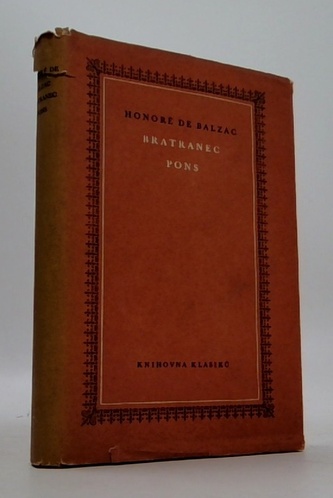 HONORÉ DE BALZAC
BRATRANEC
PONS
KNIHOVNA KLASIKŮ